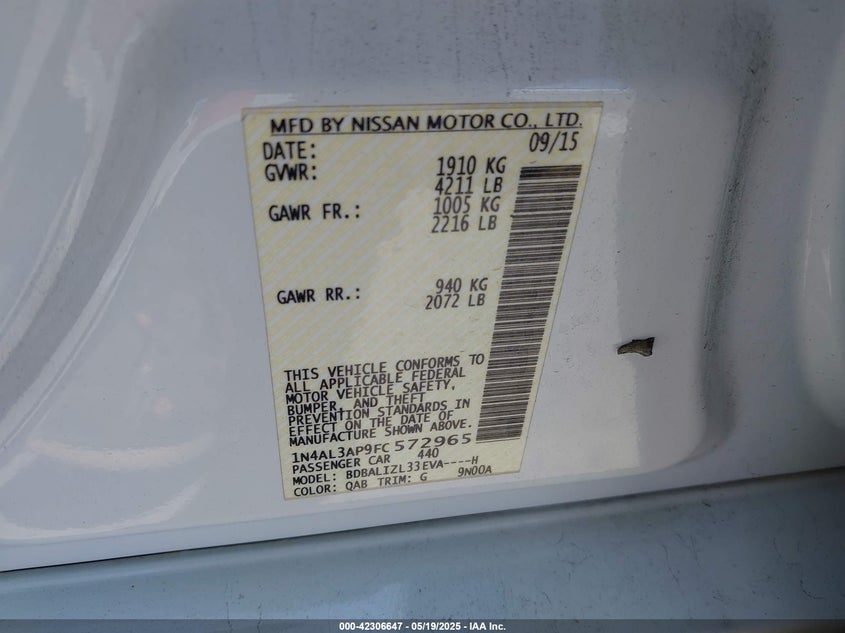 MFD BY NISSAN MOTOR CO., LTD.
DATE: 09/15
GVWR: 1910 KG
4211 LB
GAWR FR.: 1005 KG
2216 LB
GAWR RR.: 940 KG
2072 LB
THIS VEHICLE CONFORMS TO
ALL APPLICABLE FEDERAL
MOTOR VEHICLE SAFETY,
BUMPER, AND THEFT
PREVENTION STANDARDS IN
EFFECT ON THE DATE OF
MANUFACTURE SHOWN ABOVE.
1N4AL3AP9FC572965
PASSENGER CAR 440
MODEL: BDBALIZL33EVA----H
COLOR: QAB TRIM: G 9N00A
000-42306647 - 05/19/2025 - IAA Inc.